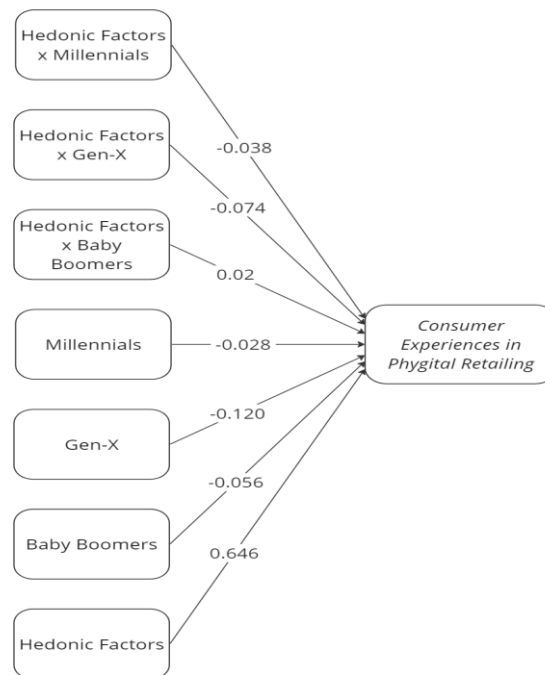 Hedonic Factors
x Millennials
-0.038
Hedonic Factors
x Gen-X
-0.074
Hedonic Factors
x Baby
Boomers
0.02
Millennials
-0.028
Consumer
Experiences in
Phygital Retailing
Gen-X
-0.120
Baby Boomers
-0.056
Hedonic Factors
0.646